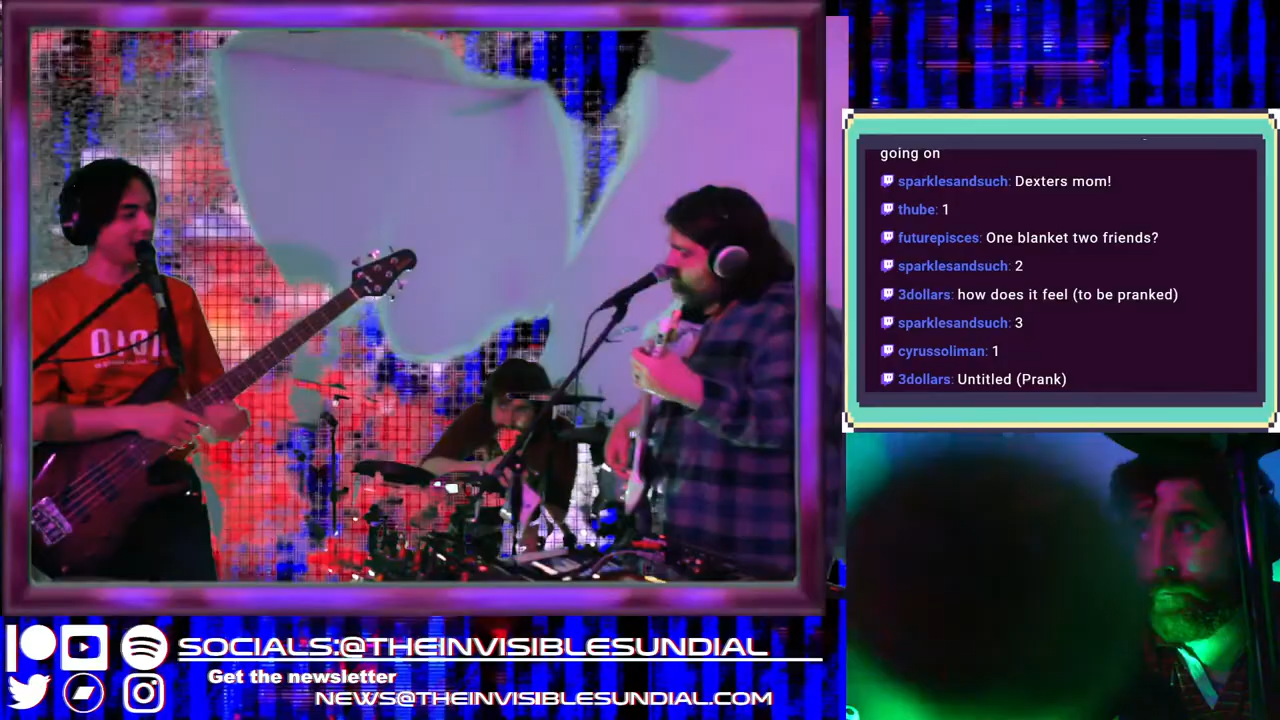 going on
sparklesandsuch: Dexters mom!
thube: 1
futurepisces: One blanket two friends?
sparklesandsuch: 2
3dollars: how does it feel (to be pranked)
sparklesandsuch: 3
cyrussoliman: 1
3dollars: Untitled (Prank)
SOCIALS:@THEINVISIBLESUNDIAL
Get the newsletter
NEWS@THEINVISIBLESUNDIAL.COM